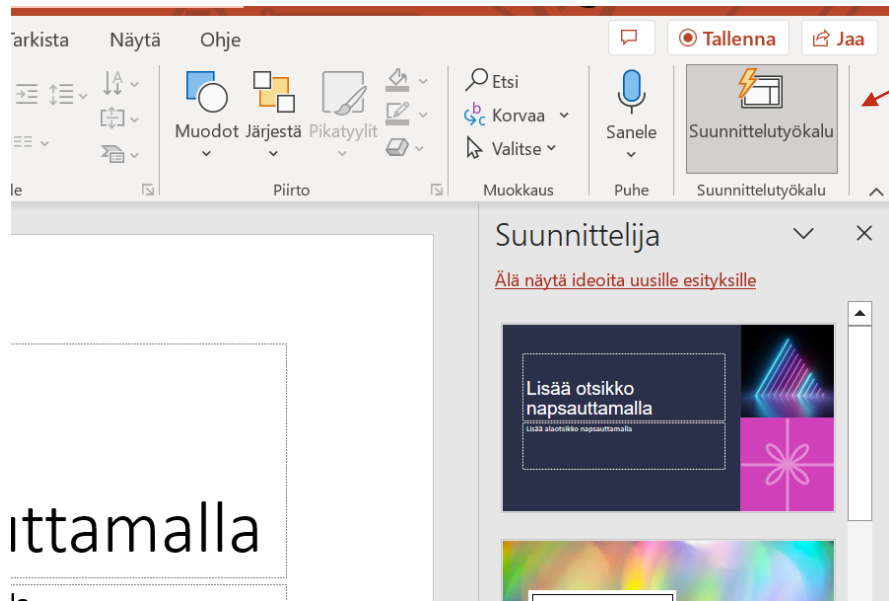 Tarkista Näytä Ohje
Tallenna Jaa
Muodot Järjestä Pikatyylit
Etsi
Korvaa
Valitse
Sanele
Suunnittelutyökalu
Piirto Muokkaus Puhe Suunnittelutyökalu
Suunnittelija
Älä näytä ideoita uusille esityksille
Lisää otsikko
napsauttamalla
Lisää alaotsikko napsauttamalla
uttamalla